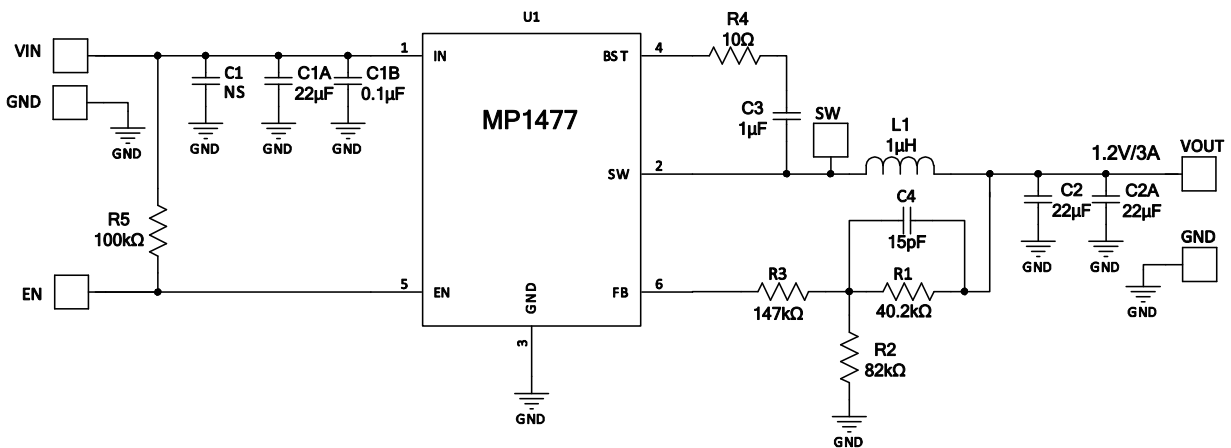 U1
VIN
GND
GND
C1
NS
GND
C1A
22µF
GND
C1B
0.1µF
GND
R5
100kΩ
EN
1
IN
5
EN
MP1477
GND
3
GND
BST
4
SW
2
FB
6
R4
10Ω
C3
1µF
SW
L1
1µH
1.2V/3A
VOUT
C4
15pF
C2
22µF
GND
C2A
22µF
GND
GND
GND
R3
147kΩ
R1
40.2kΩ
R2
82kΩ
GND